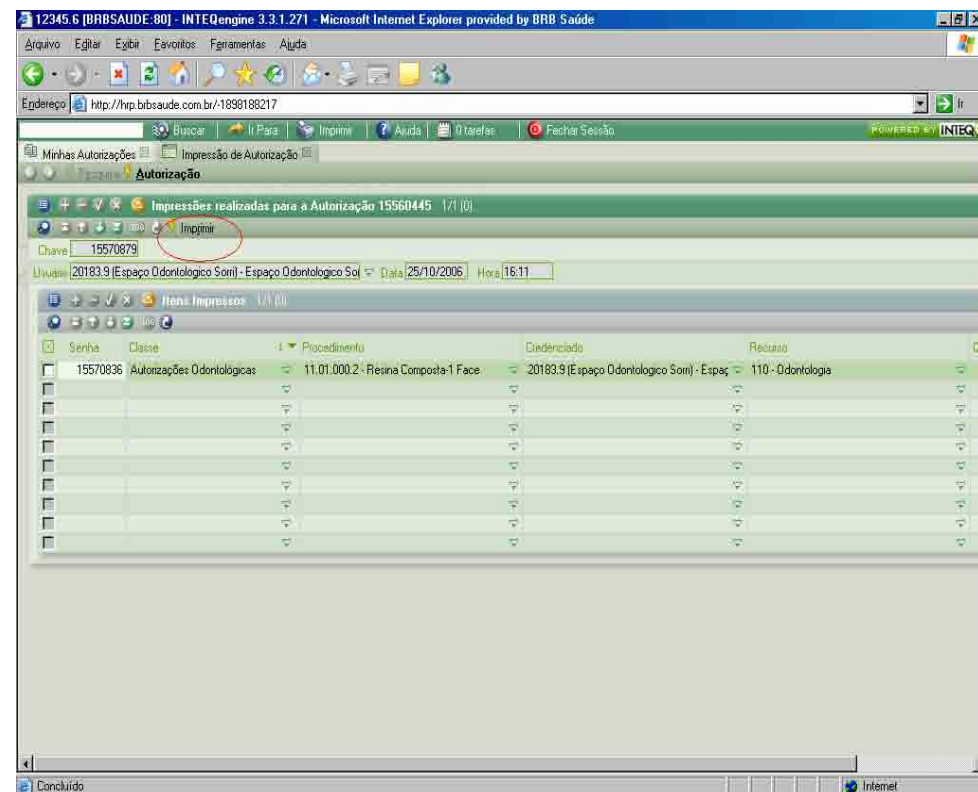 12345.6 [BRBSAUDE:80] - INTEQengine 3.3.1.271 - Microsoft Internet Explorer provided by BRB Saúde
Arquivo Editar Exibir Favoritos Ferramentas Ajuda
Endereço http://hrp.brbsaude.com.br/-1898188217 Ir
Buscar Ir Para Imprimir Ajuda 0 tarefas Fechar Sessão POWERED BY INTEQ
Minhas Autorizações Impressão de Autorização
Pesquisa Autorização
Impressões realizadas para a Autorização 15560445 1/1 (0)
100 Imprimir
Chave 15570879
Usuário 20183.9 (Espaço Odontologico Sorri) - Espaço Odontologico Sor Data 25/10/2006 Hora 16:11
Itens Impressos 1/1 (0)
100
Senha Classe Procedimento Credenciado Recurso
15570836 Autorizações Odontológicas 11.01.000.2 - Resina Composta-1 Face 20183.9 (Espaço Odontologico Sorri) - Espaç 110 - Odontologia
Concluído Internet